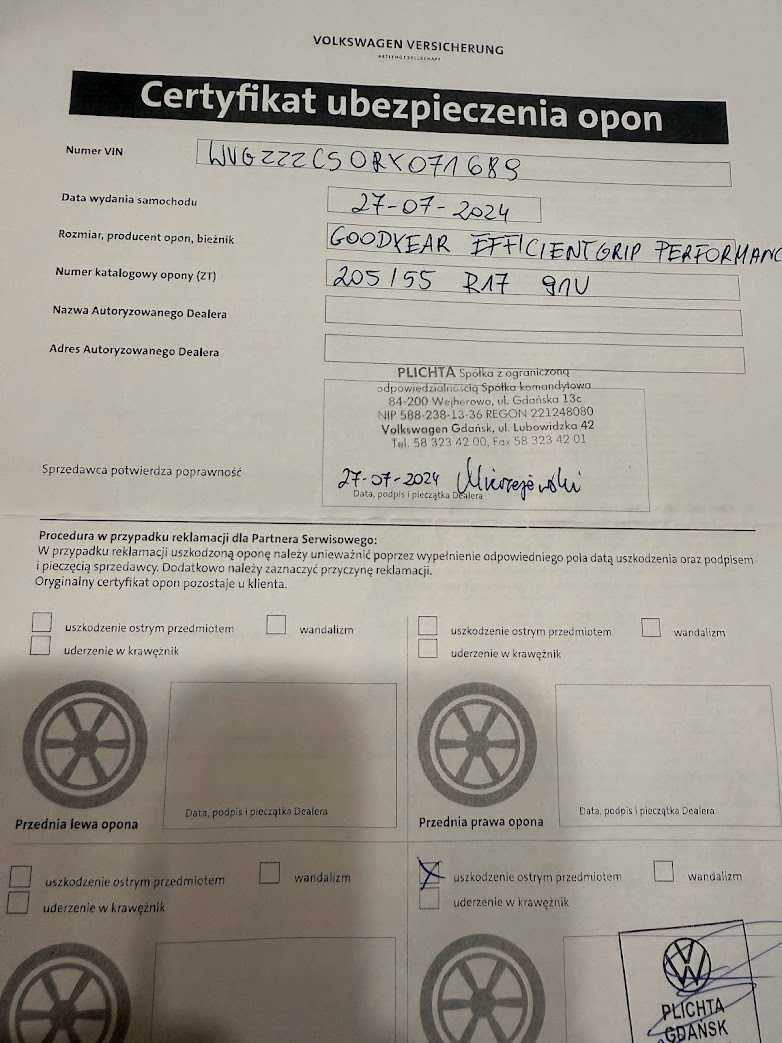 VOLKSWAGEN VERSICHERUNG
AKTIENGESELLSCHAFT
Certyfikat ubezpieczenia opon
Numer VIN WVGZZZCS0RY071689
Data wydania samochodu 27-07-2024
Rozmiar, producent opon, bieżnik GOODYEAR EFFICIENTGRIP PERFORMANC
Numer katalogowy opony (ZT) 205/55 R17 91V
Nazwa Autoryzowanego Dealera
Adres Autoryzowanego Dealera
PLICHTA Spółka z ograniczoną
odpowiedzialnością Spółka komandytowa
84-200 Wejherowo, ul. Gdańska 13c
NIP 588-238-13-36 REGON 221248080
Volkswagen Gdańsk, ul. Lubowidzka 42
Tel. 58 323 42 00, Fax 58 323 42 01
Sprzedawca potwierdza poprawność 27-07-2024
Data, podpis i pieczątka Dealera
Procedura w przypadku reklamacji dla Partnera Serwisowego:
W przypadku reklamacji uszkodzoną oponę należy unieważnić poprzez wypełnienie odpowiedniego pola datą uszkodzenia oraz podpisem
i pieczęcią sprzedawcy. Dodatkowo należy zaznaczyć przyczynę reklamacji.
Oryginalny certyfikat opon pozostaje u klienta.
uszkodzenie ostrym przedmiotem wandalizm
uderzenie w krawężnik
Data, podpis i pieczątka Dealera
Przednia lewa opona
uszkodzenie ostrym przedmiotem wandalizm
uderzenie w krawężnik
Data, podpis i pieczątka Dealera
Przednia prawa opona
uszkodzenie ostrym przedmiotem wandalizm
uderzenie w krawężnik
X uszkodzenie ostrym przedmiotem wandalizm
uderzenie w krawężnik
PLICHTA
GDAŃSK